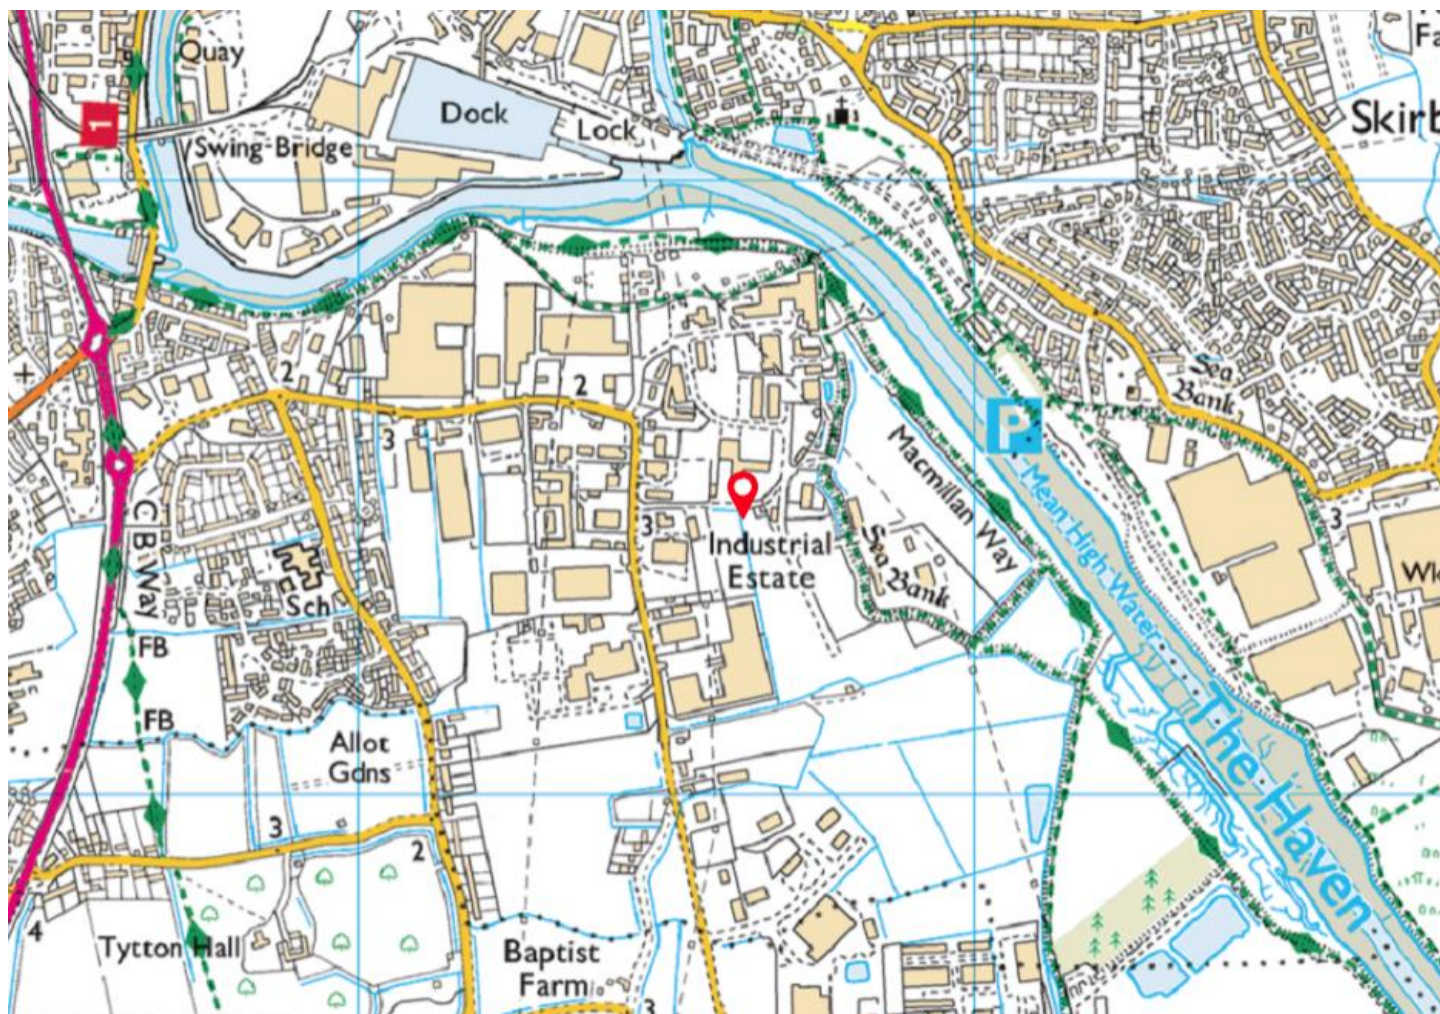 Quay
Dock
Lock
Swing Bridge
1
Skirb
Fa
2
2
3
3
Sea
Bank
P
Macmillan Way
Mean High Water
3
C B Way
Industrial
Estate
Sea
Bank
Sch
FB
FB
Allot
Gdns
The Haven
3
2
4
Tytton Hall
Baptist
Farm
3